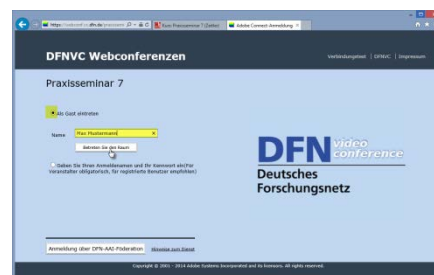 Adobe Connect Anmeldung
DFNVC Webconferenzen
Verbindungstest | DFNVC | Impressum
Praxisseminar 7
Als Gast eintreten
Name
Max Mustermann
Betreten Sie den Raum
Geben Sie Ihren Anmeldenamen und Ihr Kennwort ein(Für
Veranstalter obligatorisch, für registrierte Benutzer empfohlen)
DFN video
conference
Deutsches
Forschungsnetz
Anmeldung über DFN-AAI-Föderation
Hinweise zum Dienst
Copyright © 2001 - 2014 Adobe Systems Incorporated and its licensors. All rights reserved.